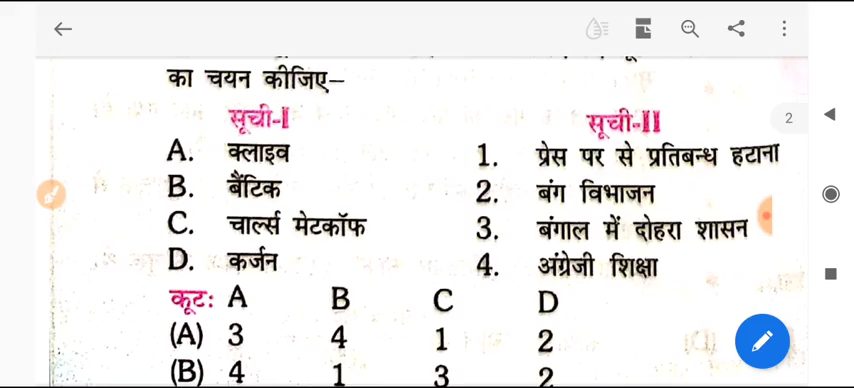 का चयन कीजिए–
सूची-I सूची-II
2
A. क्लाइव 1. प्रेस पर से प्रतिबन्ध हटाना
B. बैंटिक 2. बंग विभाजन
C. चार्ल्स मेटकॉफ 3. बंगाल में दोहरा शासन
D. कर्जन 4. अंग्रेजी शिक्षा
कूटः A B C D
(A) 3 4 1 2
(B) 4 1 3 2